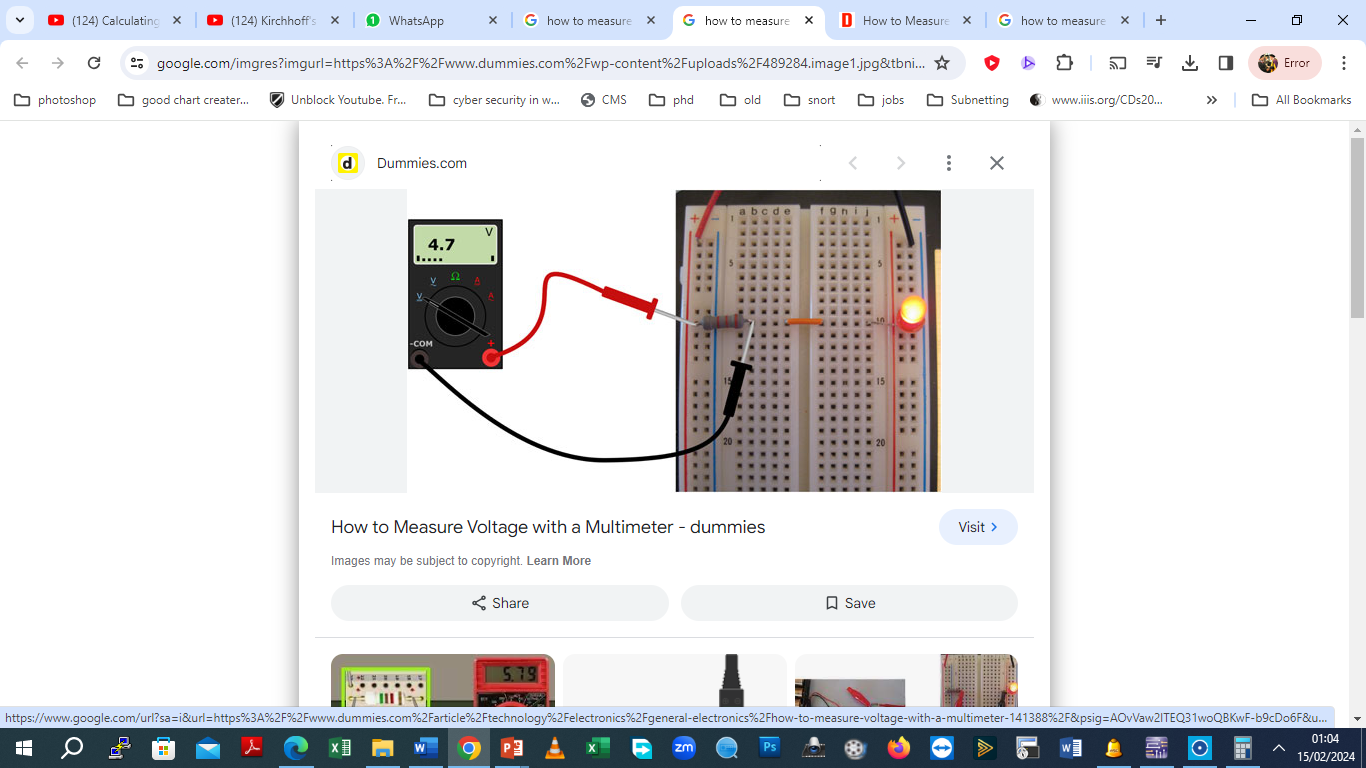 (124) Calculating
(124) Kirchhoff's
WhatsApp
how to measure
how to measure
How to Measure
how to measure
google.com/imgres?imgurl=https%3A%2F%2Fwww.dummies.com%2Fwp-content%2Fuploads%2F489284.image1.jpg&tbni...
Error
photoshop
good chart creater...
Unblock Youtube. Fr...
cyber security in w...
CMS
phd
old
snort
jobs
Subnetting
www.iiis.org/CDs20...
All Bookmarks
d
Dummies.com
4.7
V
Ω
V
A
V
A
-COM
+
+ -
a b c d e
f g h i j
+ -
1
1
5
5
10
15
15
20
20
How to Measure Voltage with a Multimeter - dummies
Visit
Images may be subject to copyright. Learn More
Share
Save
5.79
https://www.google.com/url?sa=i&url=https%3A%2F%2Fwww.dummies.com%2Farticle%2Ftechnology%2Felectronics%2Fgeneral-electronics%2Fhow-to-measure-voltage-with-a-multimeter-141388%2F&psig=AOvVaw2lTEQ31woQBKwF-b9cDo6F&u...
01:04
15/02/2024